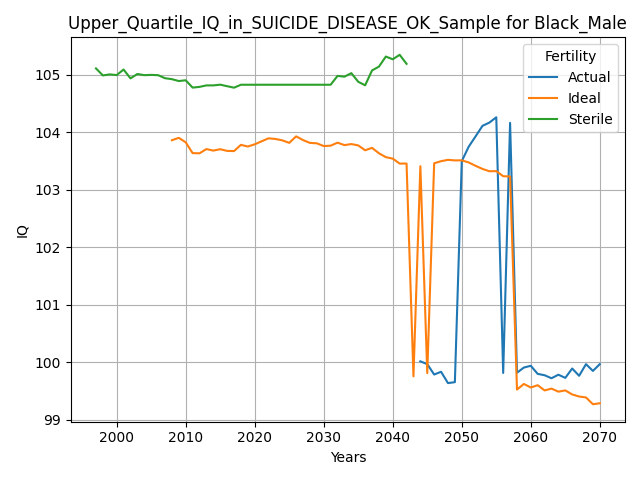 Upper_Quartile_IQ_in_SUICIDE_DISEASE_OK_Sample for Black_Male
Fertility
Actual
Ideal
Sterile
105
104
103
102
101
100
99
IQ
2000
2010
2020
2030
2040
2050
2060
2070
Years